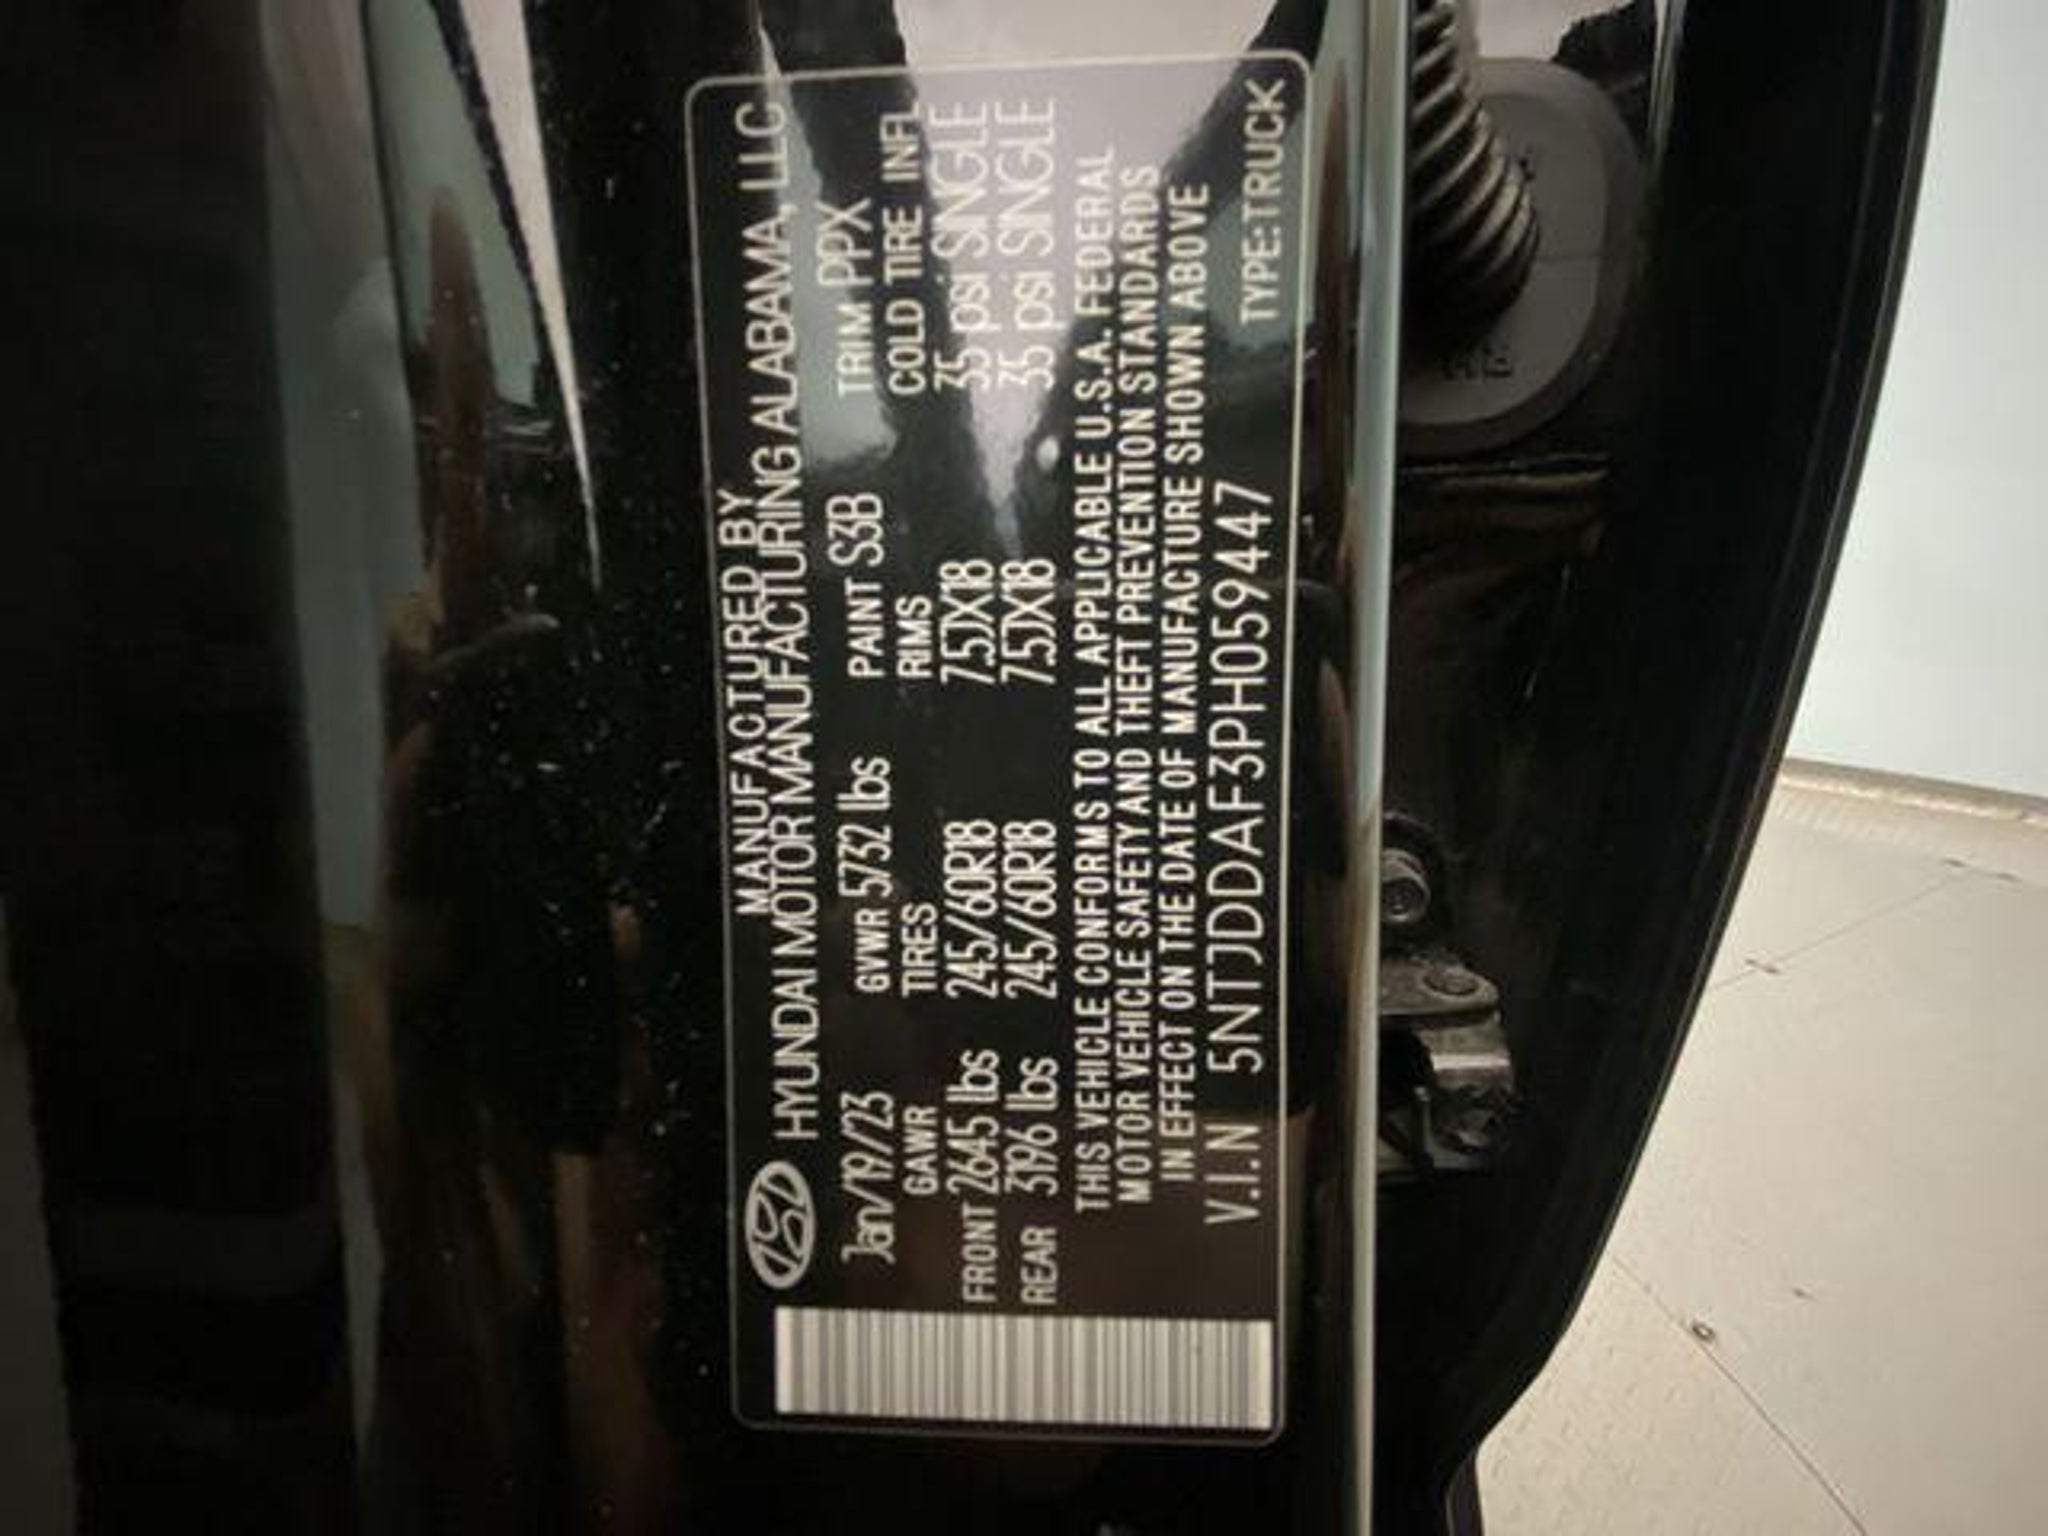 MANUFACTURED BY
HYUNDAI MOTOR MANUFACTURING ALABAMA, LLC
Jan/19/23 GVWR 5732 lbs PAINT S3B TRIM PPX
GAWR TIRES RIMS COLD TIRE INFL
FRONT 2645 lbs 245/60R18 7.5JX18 35 psi SINGLE
REAR 3196 lbs 245/60R18 7.5JX18 35 psi SINGLE
THIS VEHICLE CONFORMS TO ALL APPLICABLE U.S.A. FEDERAL
MOTOR VEHICLE SAFETY AND THEFT PREVENTION STANDARDS
IN EFFECT ON THE DATE OF MANUFACTURE SHOWN ABOVE
V.I.N 5NTJDDAF3PH059447 TYPE:TRUCK